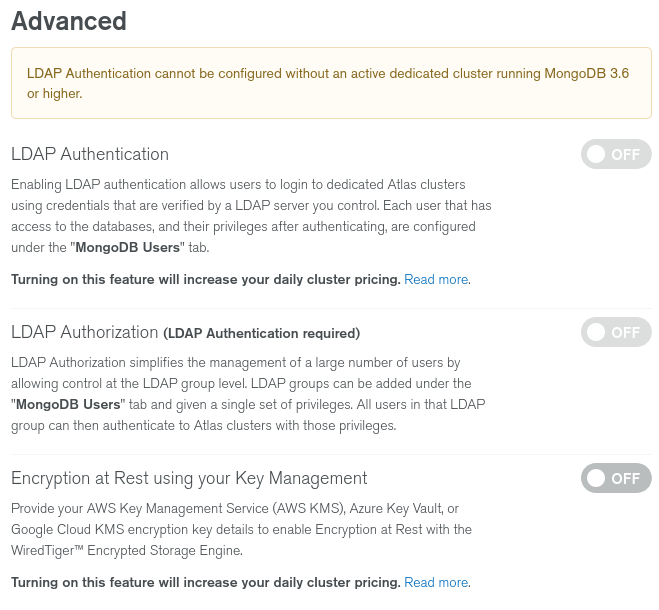 Advanced
LDAP Authentication cannot be configured without an active dedicated cluster running MongoDB 3.6
or higher.
LDAP Authentication
OFF
Enabling LDAP authentication allows users to login to dedicated Atlas clusters
using credentials that are verified by a LDAP server you control. Each user that has
access to the databases, and their privileges after authenticating, are configured
under the "MongoDB Users" tab.
Turning on this feature will increase your daily cluster pricing. Read more.
LDAP Authorization (LDAP Authentication required)
OFF
LDAP Authorization simplifies the management of a large number of users by
allowing control at the LDAP group level. LDAP groups can be added under the
"MongoDB Users" tab and given a single set of privileges. All users in that LDAP
group can then authenticate to Atlas clusters with those privileges.
Encryption at Rest using your Key Management
OFF
Provide your AWS Key Management Service (AWS KMS), Azure Key Vault, or
Google Cloud KMS encryption key details to enable Encryption at Rest with the
WiredTiger™ Encrypted Storage Engine.
Turning on this feature will increase your daily cluster pricing. Read more.